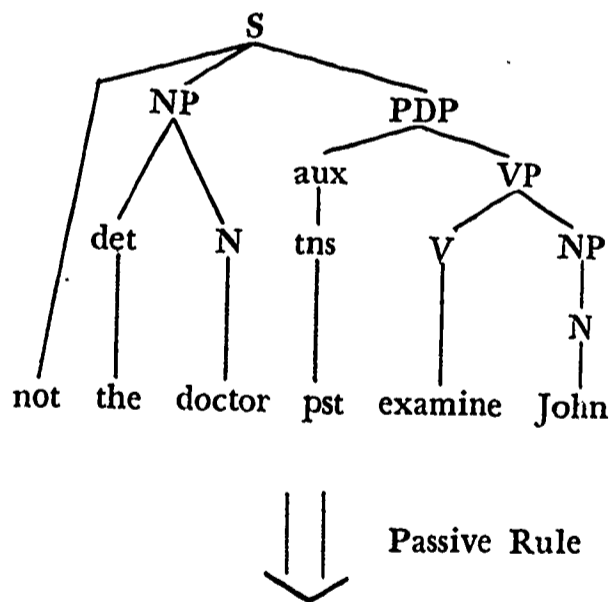 S
NP PDP
aux VP
det N tns V NP
N
not the doctor pst examine John
Passive Rule